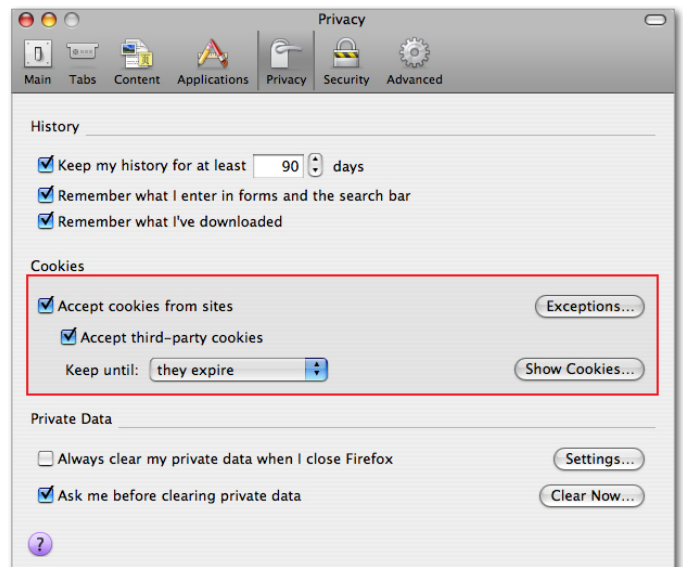 Privacy
Main Tabs Content Applications Privacy Security Advanced
History
Keep my history for at least 90 days
Remember what I enter in forms and the search bar
Remember what I've downloaded
Cookies
Accept cookies from sites Exceptions...
Accept third-party cookies
Keep until: they expire Show Cookies...
Private Data
Always clear my private data when I close Firefox Settings...
Ask me before clearing private data Clear Now...
?